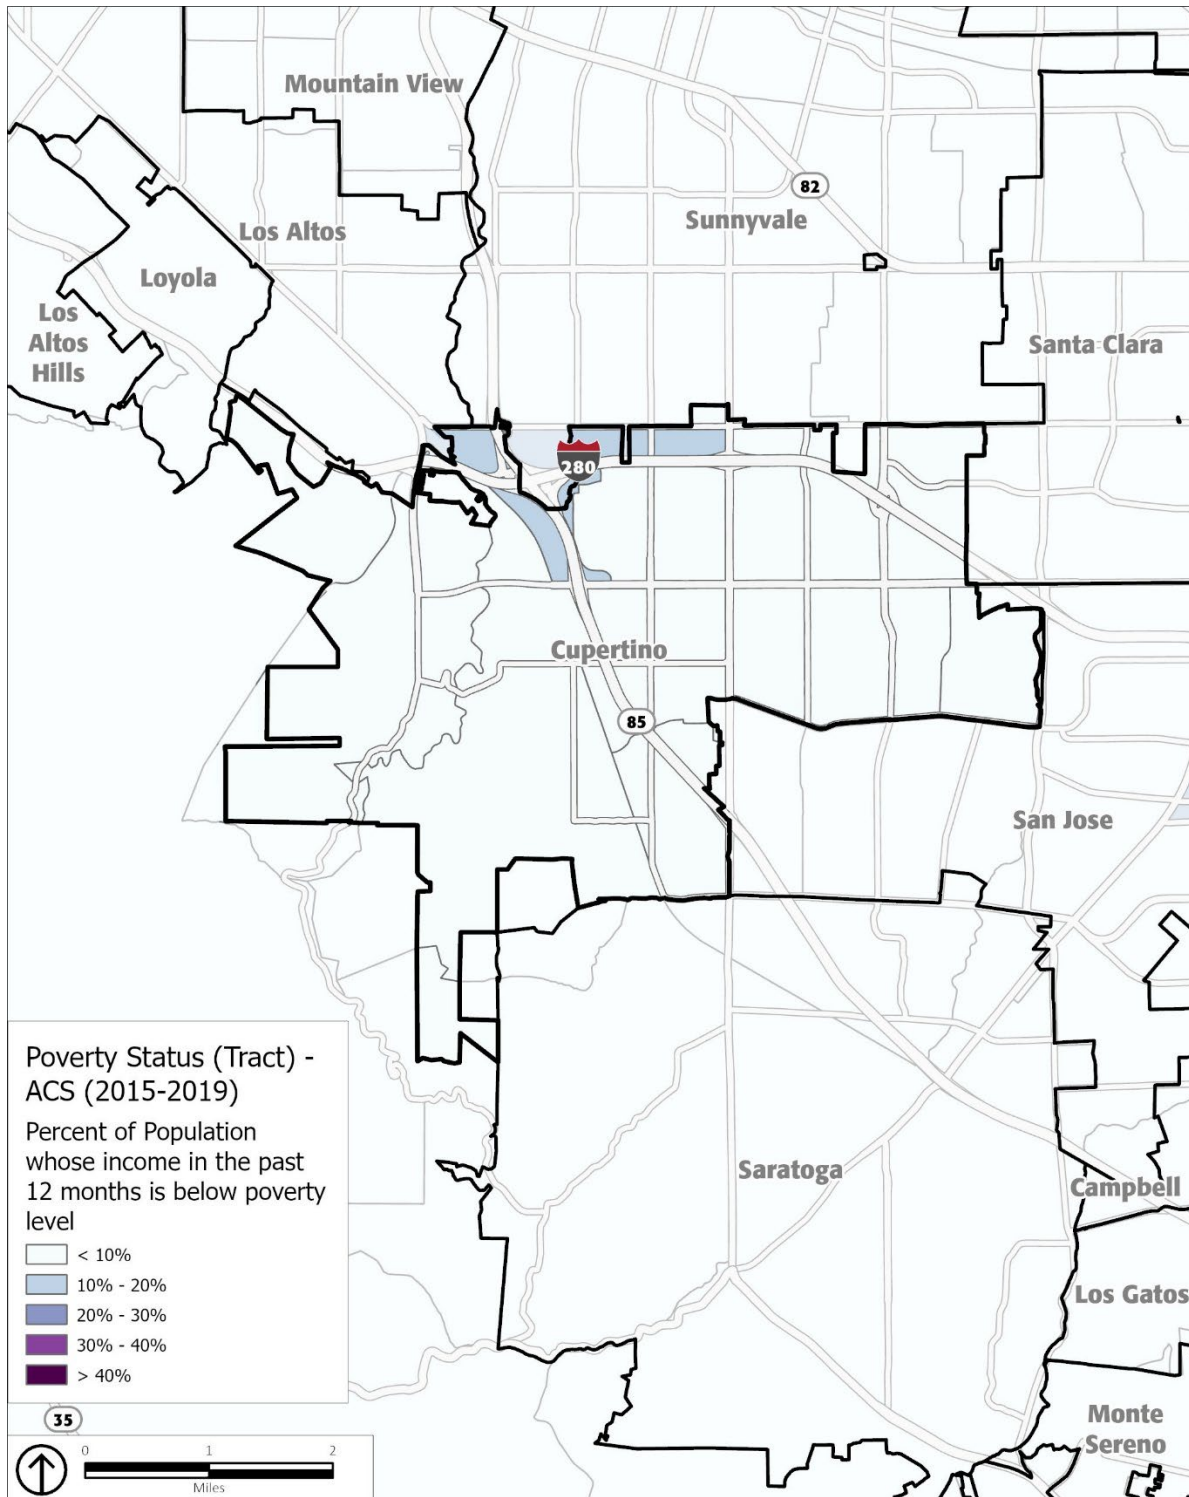 Mountain View
82
Sunnyvale
Los Altos
Loyola
Los
Altos
Hills
Santa Clara
280
Cupertino
85
San Jose
Saratoga
Campbell
Los Gatos
Monte
Sereno
Poverty Status (Tract) -
ACS (2015-2019)
Percent of Population
whose income in the past
12 months is below poverty
level
< 10%
10% - 20%
20% - 30%
30% - 40%
> 40%
35
0 1 2
Miles